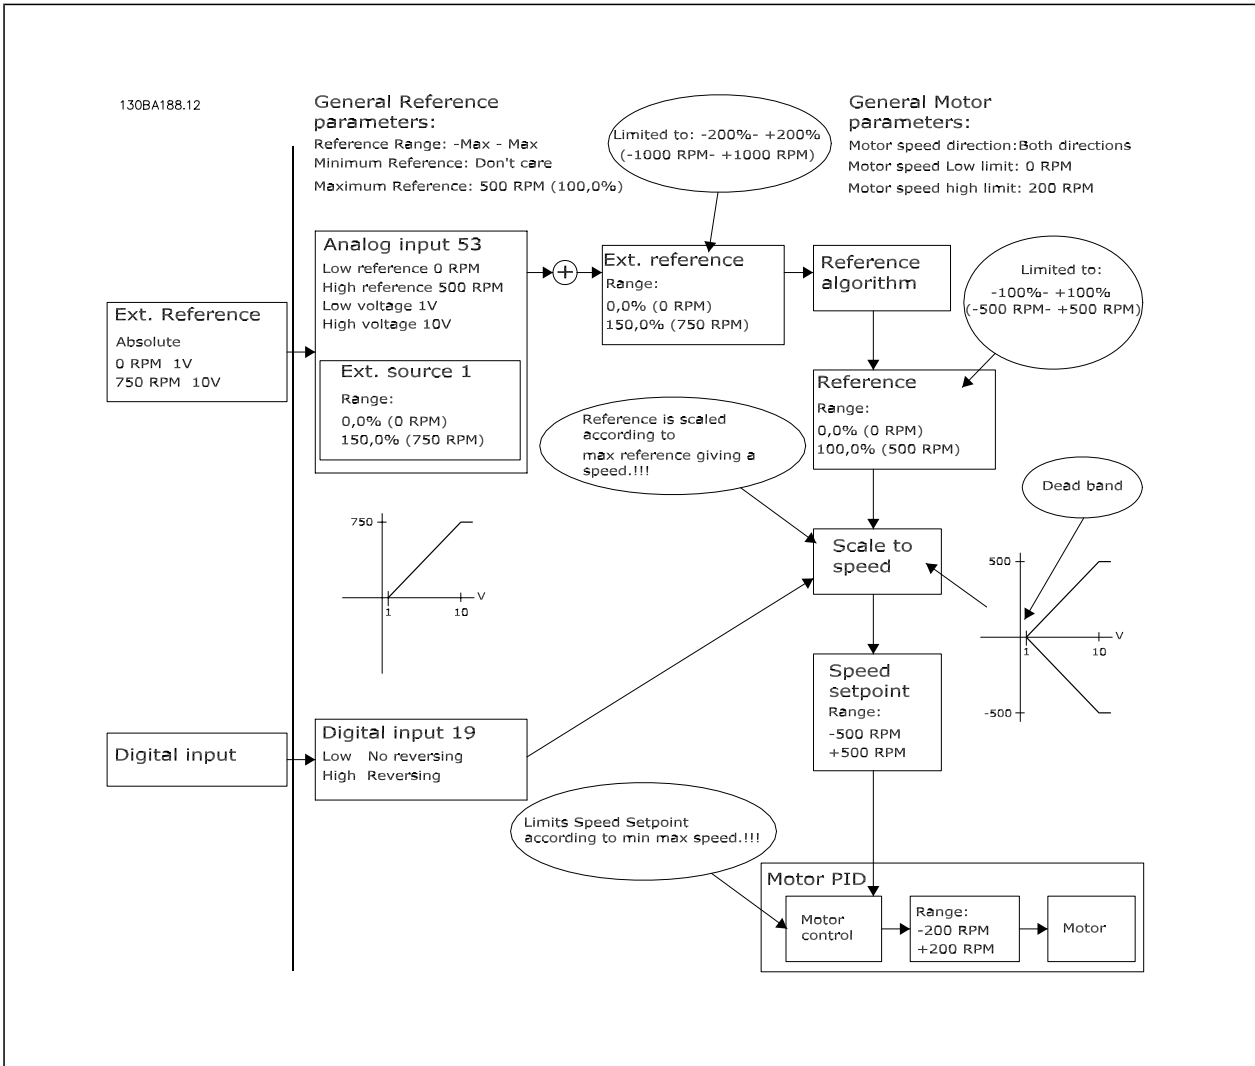 130BA188.12
General Reference
parameters:
Reference Range: -Max - Max
Minimum Reference: Don't care
Maximum Reference: 500 RPM (100,0%)
Limited to: -200%- +200%
(-1000 RPM- +1000 RPM)
General Motor
parameters:
Motor speed direction:Both directions
Motor speed Low limit: 0 RPM
Motor speed high limit: 200 RPM
Ext. Reference
Absolute
0 RPM 1V
750 RPM 10V
Analog input 53
Low reference 0 RPM
High reference 500 RPM
Low voltage 1V
High voltage 10V
Ext. source 1
Range:
0,0% (0 RPM)
150,0% (750 RPM)
+
Ext. reference
Range:
0,0% (0 RPM)
150,0% (750 RPM)
Reference
algorithm
Limited to:
-100%- +100%
(-500 RPM- +500 RPM)
Reference
Range:
0,0% (0 RPM)
100,0% (500 RPM)
Reference is scaled
according to
max reference giving a
speed.!!!
Dead band
750
V
1
10
Scale to
speed
500
V
1
10
-500
Speed
setpoint
Range:
-500 RPM
+500 RPM
Digital input
Digital input 19
Low No reversing
High Reversing
Limits Speed Setpoint
according to min max speed.!!!
Motor PID
Motor
control
Range:
-200 RPM
+200 RPM
Motor